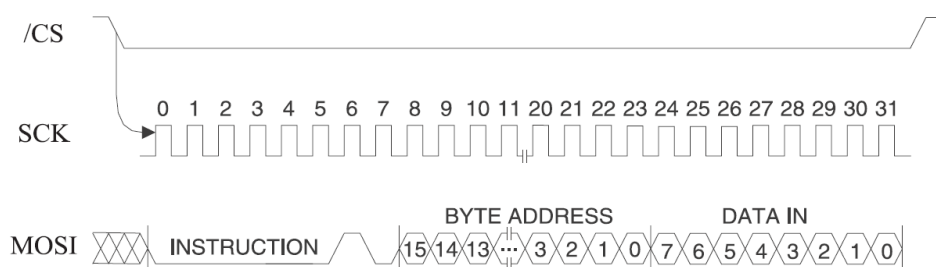 /CS
0 1 2 3 4 5 6 7 8 9 10 11 20 21 22 23 24 25 26 27 28 29 30 31
SCK
BYTE ADDRESS DATA IN
MOSI INSTRUCTION 15 14 13 ... 3 2 1 0 7 6 5 4 3 2 1 0